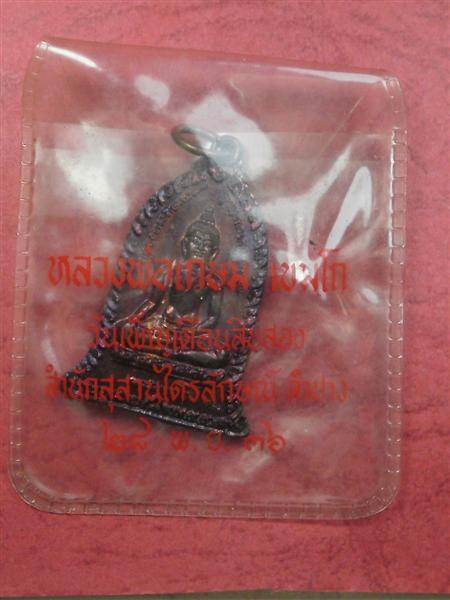 หลวงพ่อเกษม เขมโก
วันเพ็ญเดือนสิบสอง
สำนักสุสานไตรลักษณ์ ลำปาง
๒๘ พ.ย. ๓๖